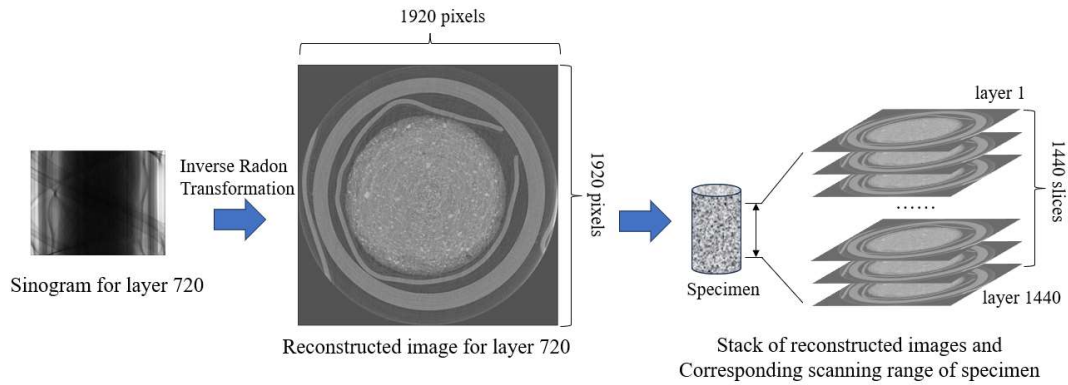 1920 pixels
1920 pixels
Inverse Radon
Transformation
Sinogram for layer 720
Reconstructed image for layer 720
Specimen
layer 1
......
layer 1440
1440 slices
Stack of reconstructed images and
Corresponding scanning range of specimen